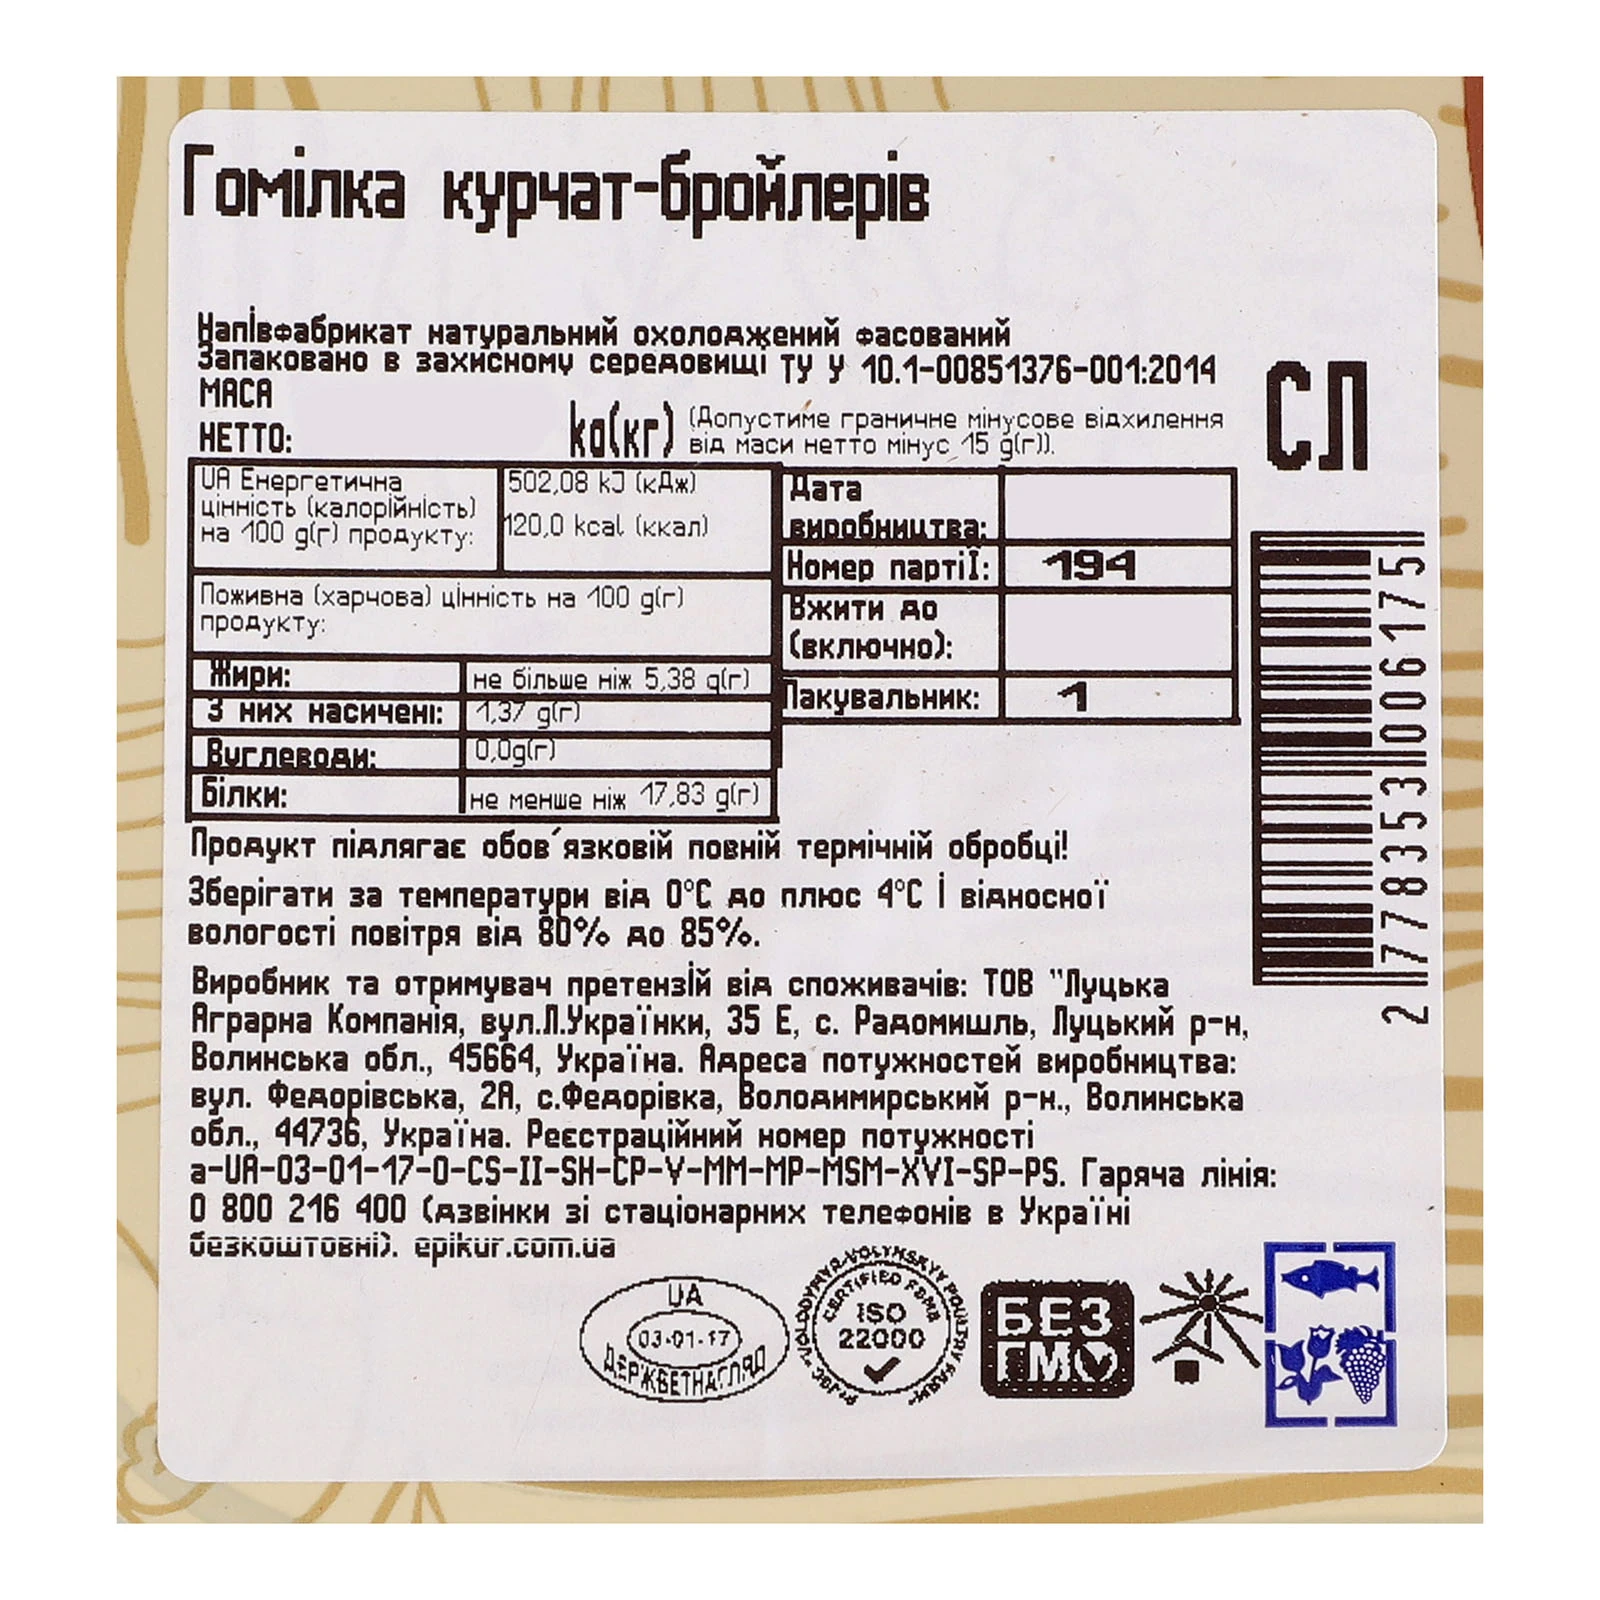 Гомілка курчат-бройлерів
Напівфабрикат натуральний охолоджений фасований
Запаковано в захисному середовищі ТУ У 10.1-00851376-001:2014
СЛ
МАСА
НЕТТО:
kg(кг) (Допустиме граничне мінусове відхилення
від маси нетто мінус 15 g(г)).
UA Енергетична
цінність (калорійність)
на 100 g(г) продукту:
502,08 kJ (кДж)
120,0 kcal (ккал)
Поживна (харчова) цінність на 100 g(г)
продукту:
Жири: не більше ніж 5,38 g(г)
З них насичені: 1,37 g(г)
Вуглеводи: 0,0g(г)
Білки: не менше ніж 17,83 g(г)
Дата
виробництва:
Номер партії: 194
Вжити до
(включно):
Пакувальник: 1
2 778353 006175
Продукт підлягає обов´язковій повній термічній обробці!
Зберігати за температури від 0°C до плюс 4°C і відносної
вологості повітря від 80% до 85%.
Виробник та отримувач претензій від споживачів: ТОВ "Луцька
Аграрна Компанія, вул.Л.Українки, 35 Е, с. Радомишль, Луцький р-н,
Волинська обл., 45664, Україна. Адреса потужностей виробництва:
вул. Федорівська, 2А, с.Федорівка, Володимирський р-н., Волинська
обл., 44736, Україна. Реєстраційний номер потужності
a-UA-03-01-17-0-CS-II-SH-CP-V-MM-MP-MSM-XVI-SP-PS. Гаряча лінія:
0 800 216 400 (дзвінки зі стаціонарних телефонів в Україні
безкоштовні). epikur.com.ua
UA
03-01-17
ДЕРЖВЕТНАГЛЯД
PJJSC "VOLODYMYR-VOLYNSKYY POULTRY FARM"
CERTIFIED FSMS
ISO
22000
БЕЗ
ГМО